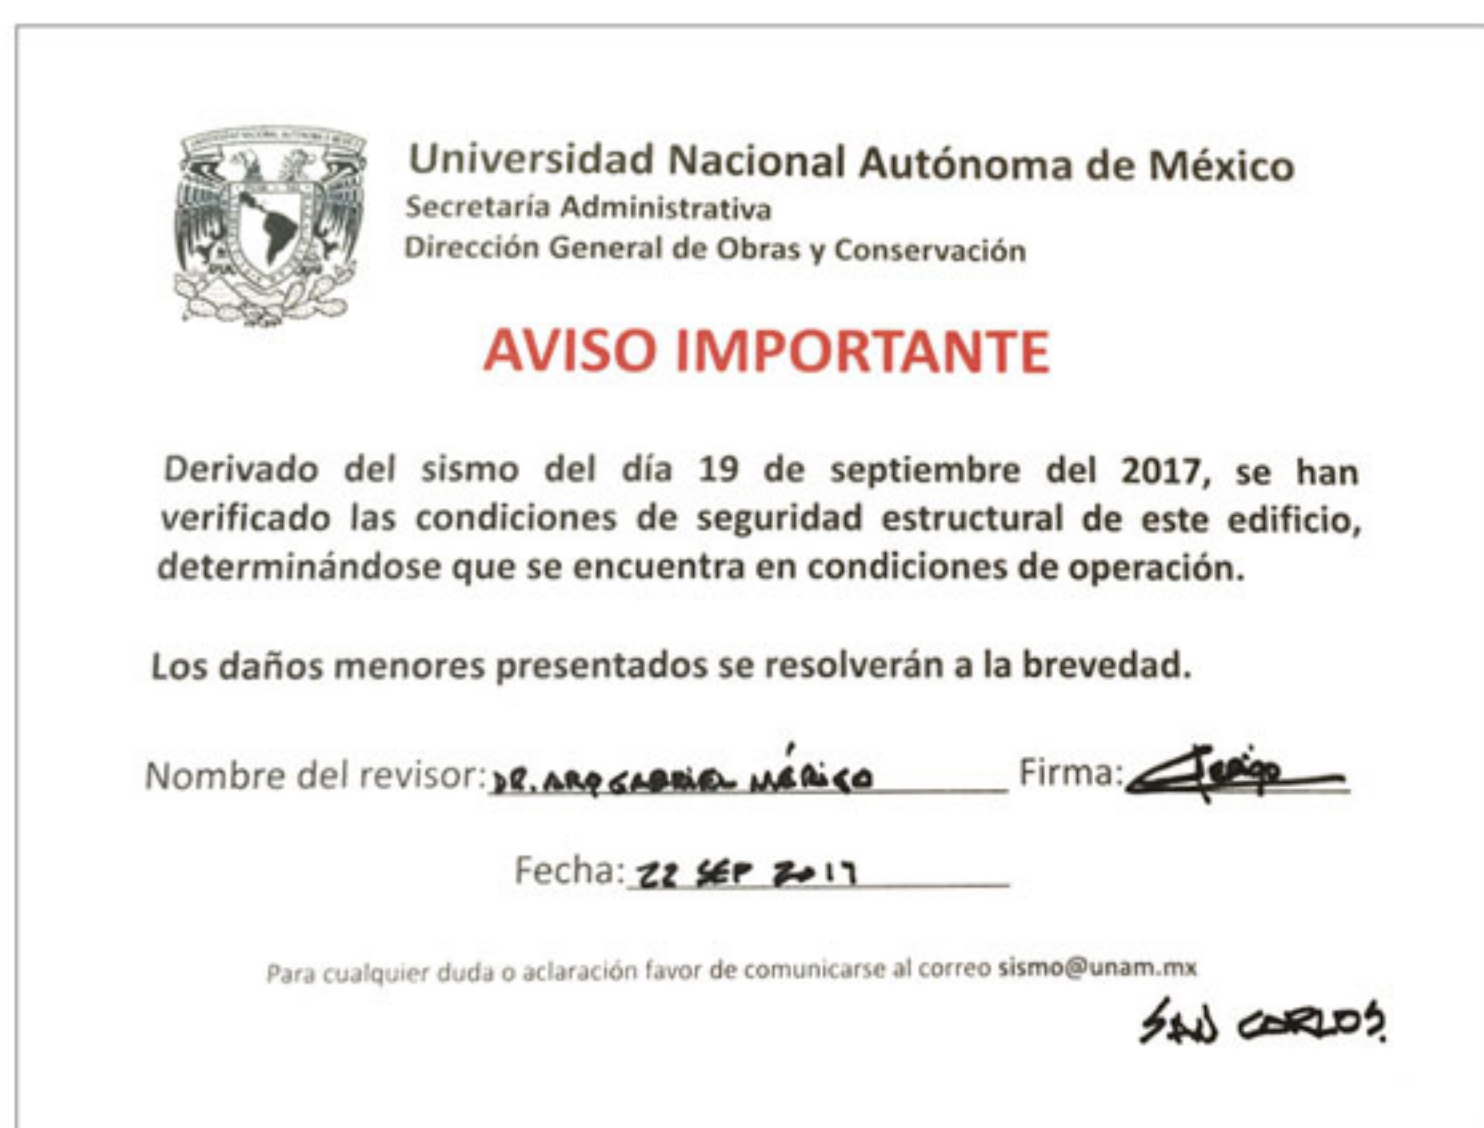 Universidad Nacional Autónoma de México
Secretaría Administrativa
Dirección General de Obras y Conservación
AVISO IMPORTANTE
Derivado del sismo del día 19 de septiembre del 2017, se han
verificado las condiciones de seguridad estructural de este edificio,
determinándose que se encuentra en condiciones de operación.
Los daños menores presentados se resolverán a la brevedad.
Nombre del revisor: DR. ARQ GABRIEL MÉRIGO Firma: Merigo
Fecha: 22 SEP 2017
Para cualquier duda o aclaración favor de comunicarse al correo sismo@unam.mx
SAN CARLOS.